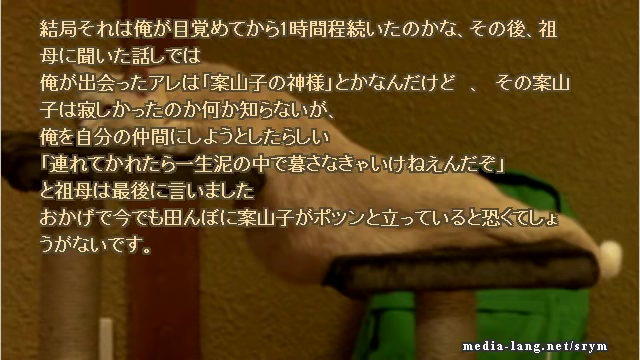 結局それは俺が目覚めてから1時間程続いたのかな、その後、祖
母に聞いた話しでは
俺が出会ったアレは「案山子の神様」とかなんだけど　、　その案山
子は寂しかったのか何か知らないが、
俺を自分の仲間にしようとしたらしい
「連れてかれたら一生泥の中で暮さなきゃいけねえんだぞ」
と祖母は最後に言いました
おかげで今でも田んぼに案山子がポツンと立っていると恐くてしょ
うがないです。
media-lang.net/srym